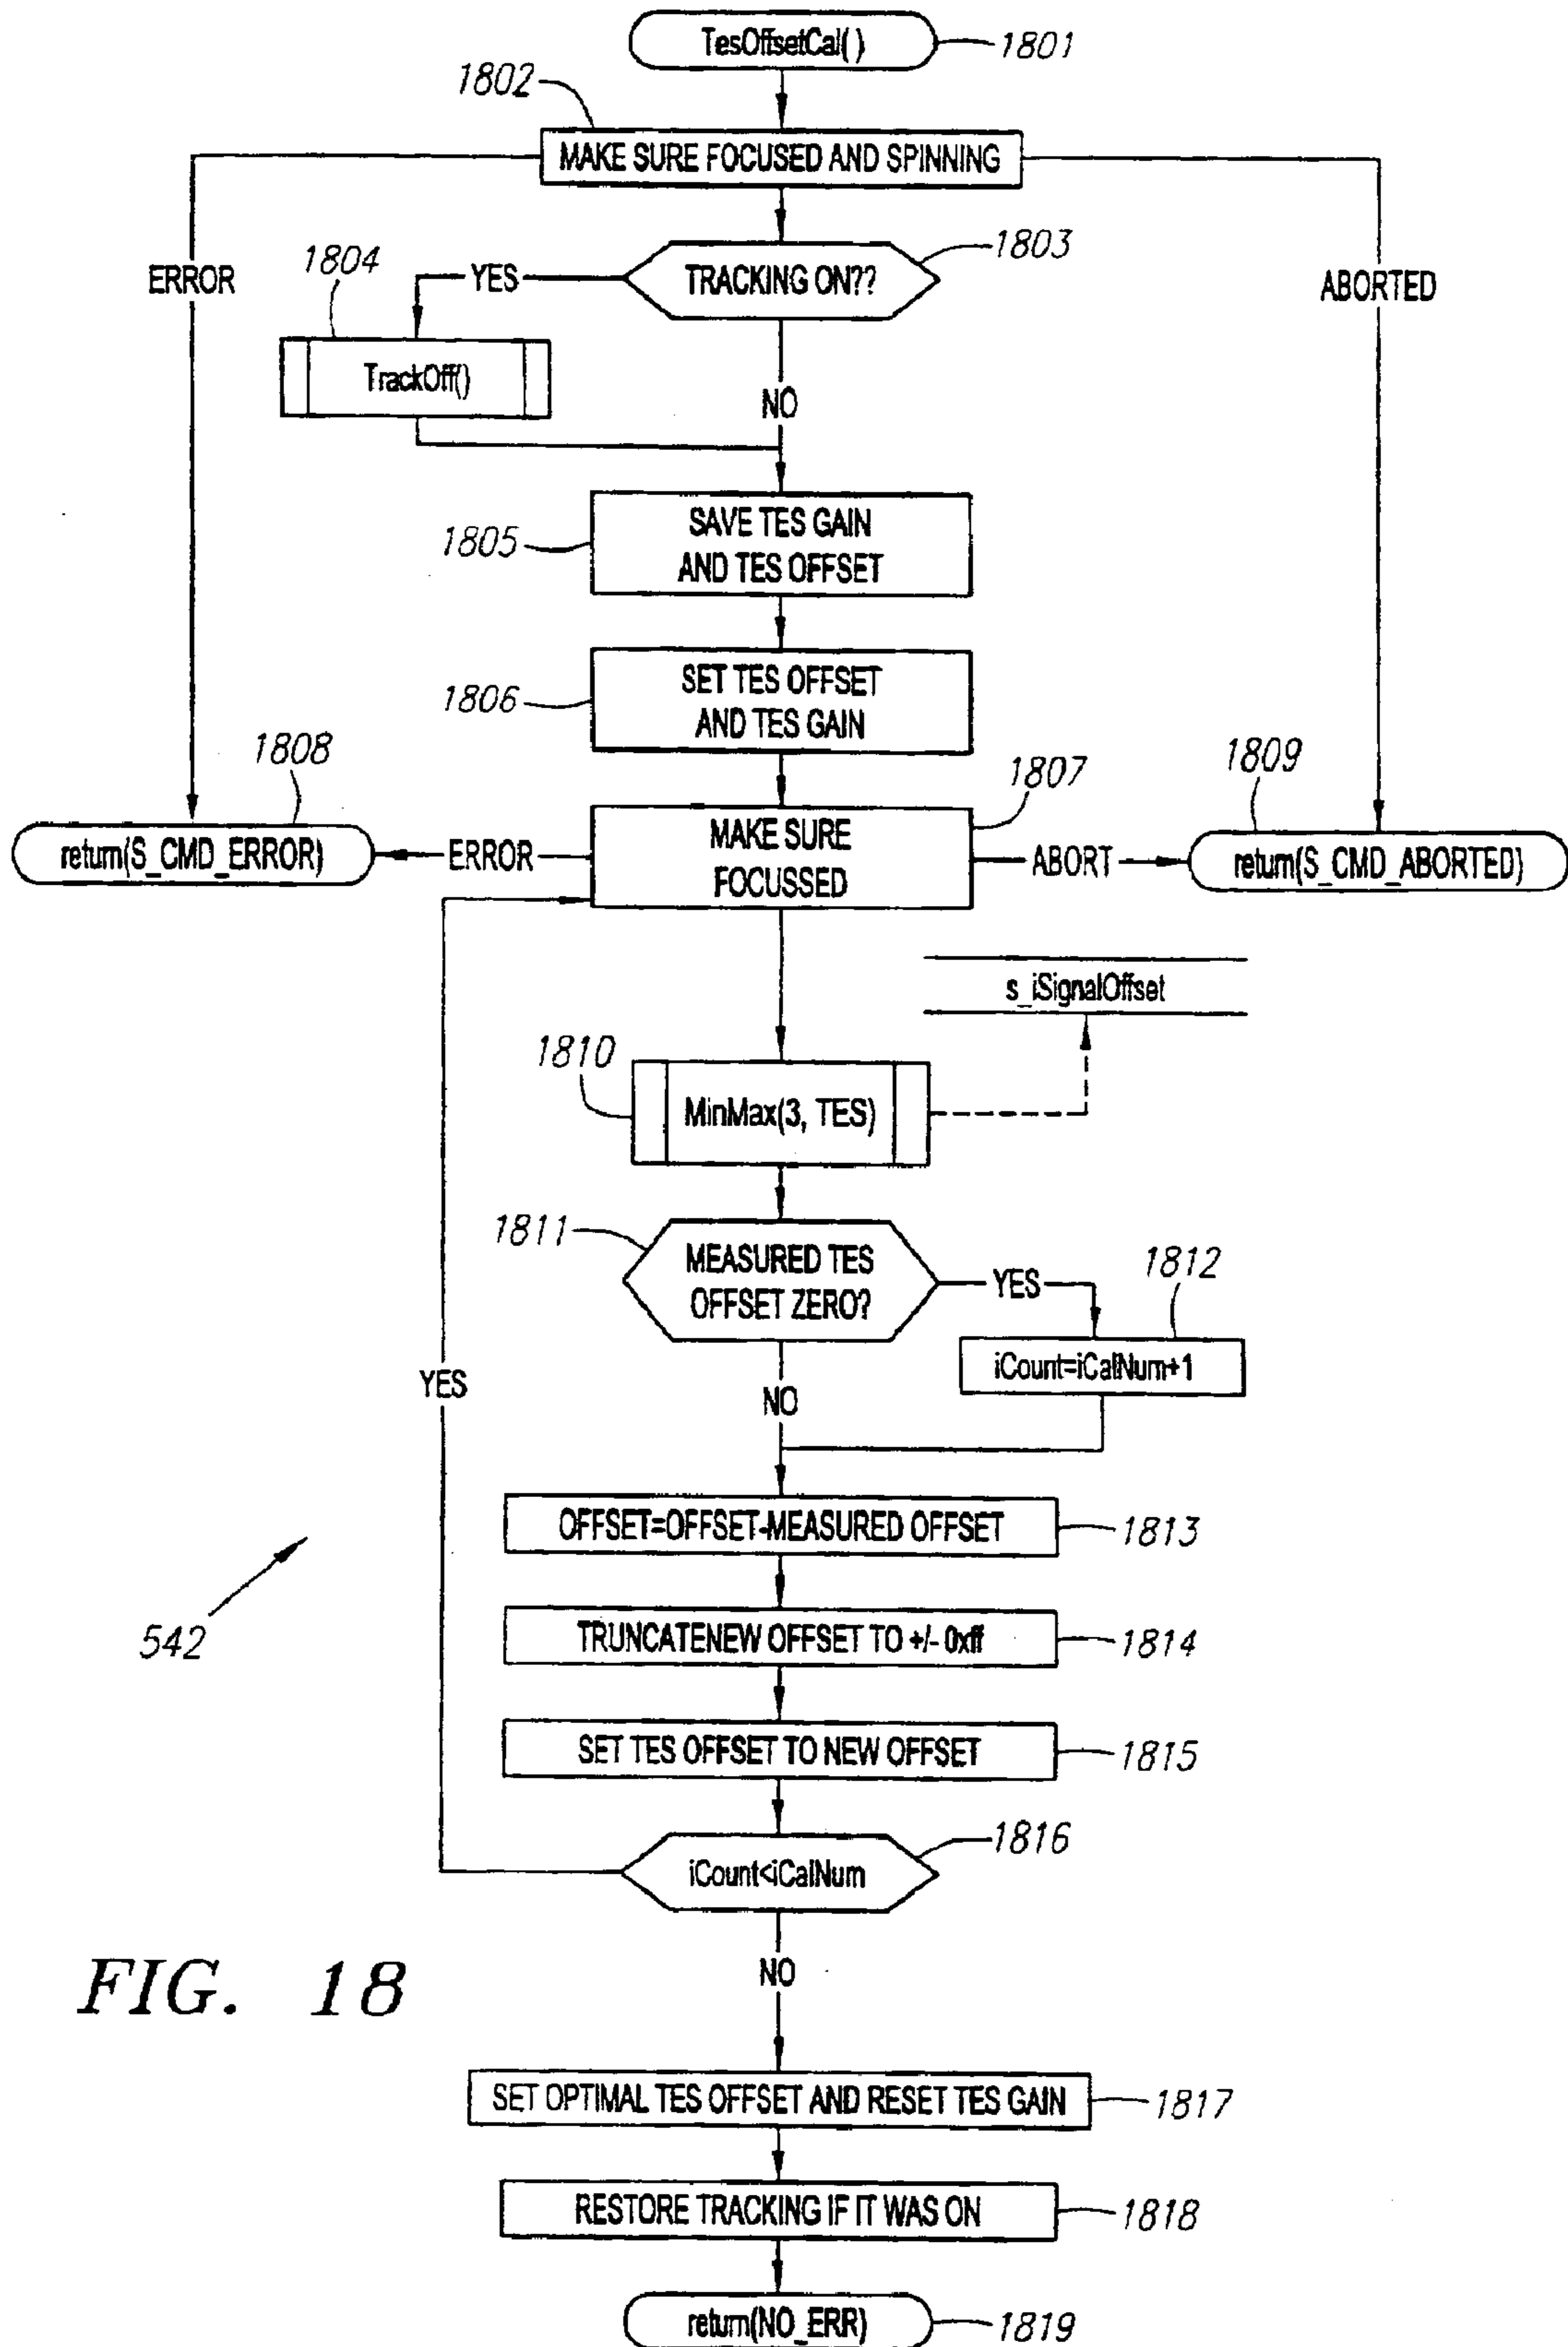 TesOffsetCal( )
1801
1802
MAKE SURE FOCUSED AND SPINNING
1803
1804
ERROR
YES
TRACKING ON??
ABORTED
TrackOff()
NO
SAVE TES GAIN
AND TES OFFSET
1805
SET TES OFFSET
AND TES GAIN
1806
1808
1807
1809
return(S_CMD_ERROR)
ERROR
MAKE SURE
FOCUSSED
ABORT
return(S_CMD_ABORTED)
s_iSignalOffset
1810
MinMax(3, TES)
1811
MEASURED TES
OFFSET ZERO?
YES
1812
iCount=iCalNum+1
YES
NO
OFFSET=OFFSET-MEASURED OFFSET
1813
542
TRUNCATENEW OFFSET TO +/- 0xff
1814
SET TES OFFSET TO NEW OFFSET
1815
1816
iCount<iCalNum
NO
FIG. 18
SET OPTIMAL TES OFFSET AND RESET TES GAIN
1817
RESTORE TRACKING IF IT WAS ON
1818
return(NO_ERR)
1819